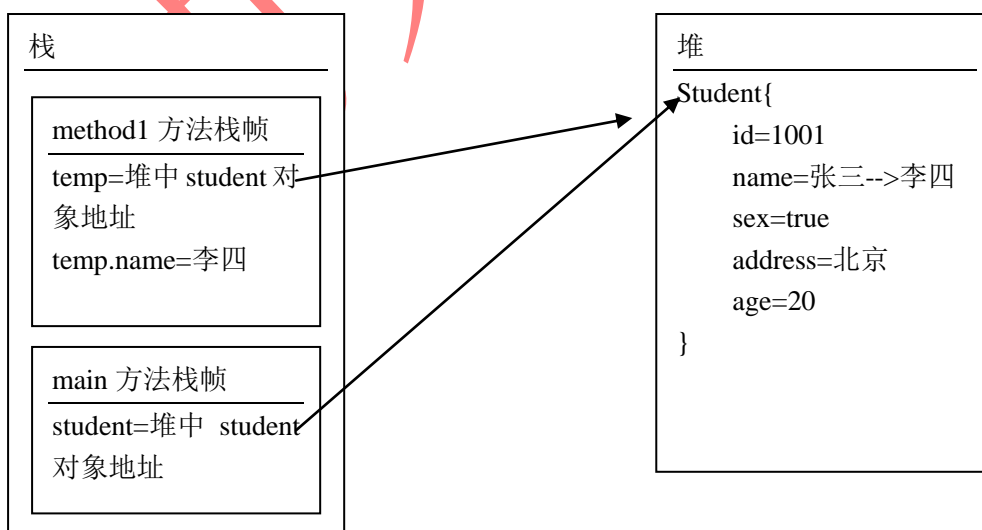 栈
method1 方法栈帧
temp=堆中 student 对
象地址
temp.name=李四
main 方法栈帧
student=堆中 student
对象地址
堆
Student{
id=1001
name=张三-->李四
sex=true
address=北京
age=20
}